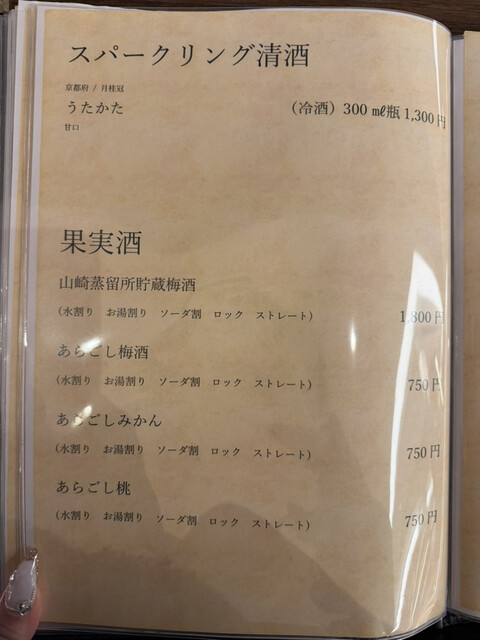 スパークリング清酒
京都府 / 月桂冠
うたかた (冷酒) 300 ㎖瓶 1,300 円
甘口
果実酒
山崎蒸留所貯蔵梅酒
(水割り お湯割り ソーダ割 ロック ストレート) 1,800 円
あらごし梅酒
(水割り お湯割り ソーダ割 ロック ストレート) 750 円
あらごしみかん
(水割り お湯割り ソーダ割 ロック ストレート) 750 円
あらごし桃
(水割り お湯割り ソーダ割 ロック ストレート) 750 円